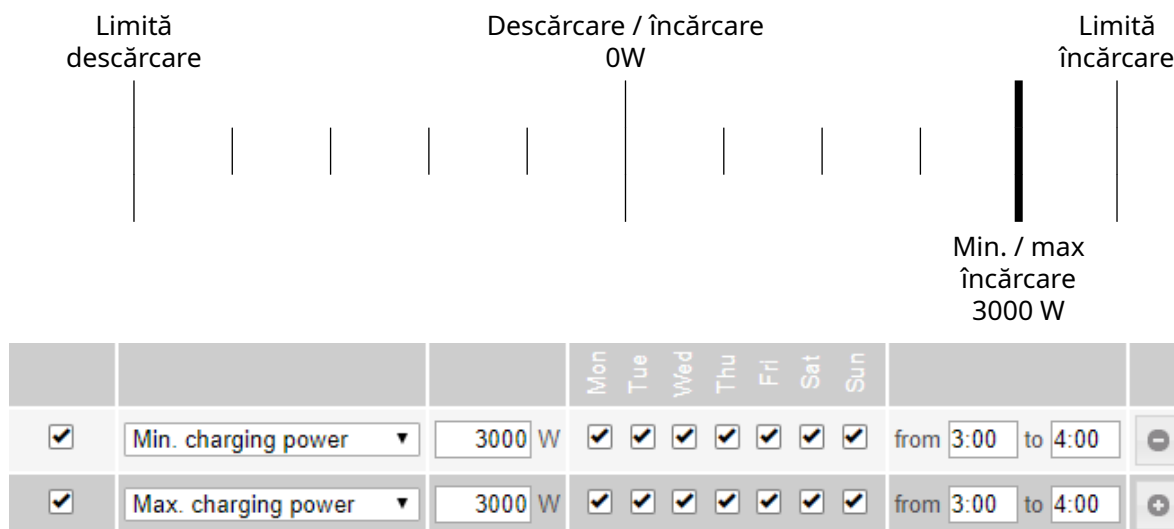 Limită
descărcare
Descărcare / încărcare
0W
Limită
încărcare
Min. / max
încărcare
3000 W
Mon Tue Wed Thu Fri Sat Sun
Min. charging power 3000 W from 3:00 to 4:00
Max. charging power 3000 W from 3:00 to 4:00